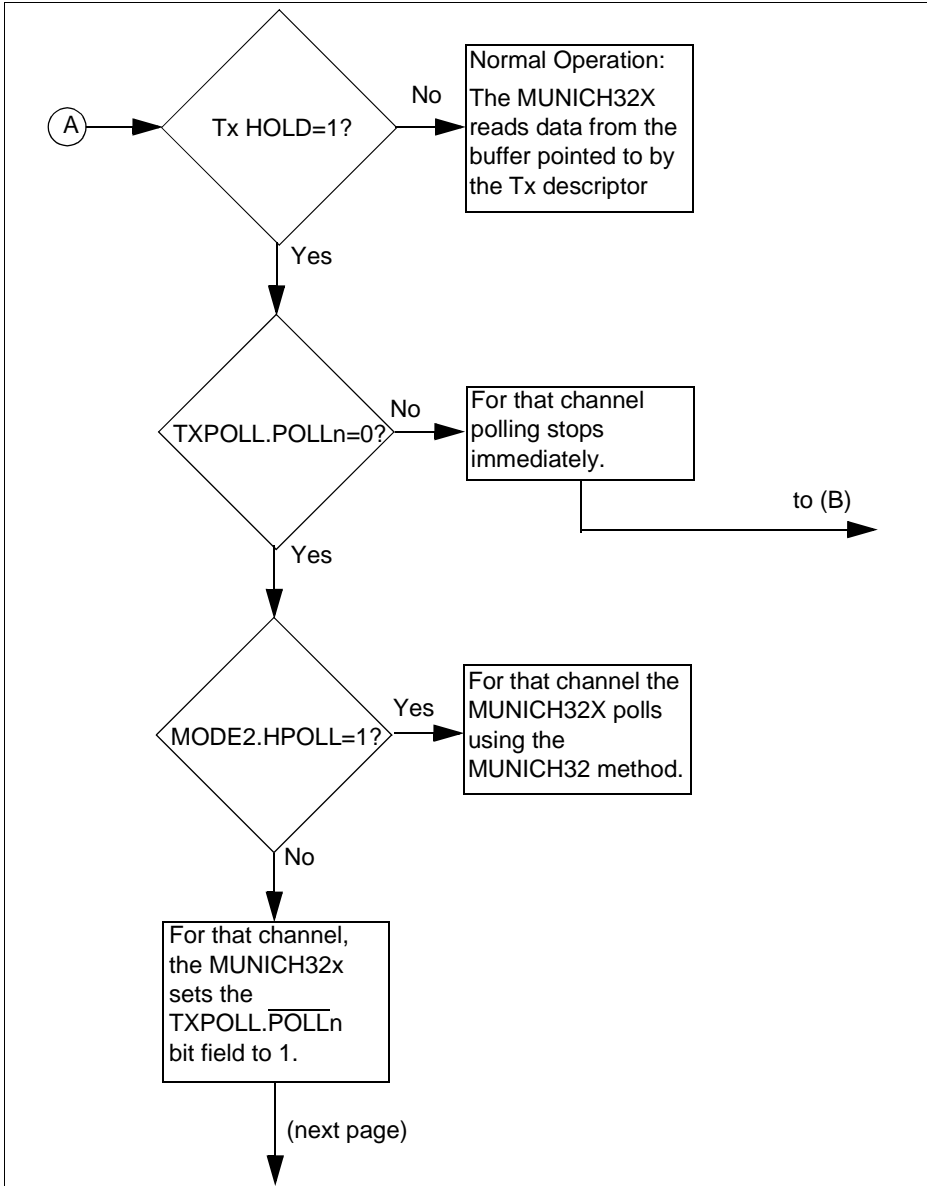 A
Tx HOLD=1?
No
Normal Operation:
The MUNICH32X
reads data from the
buffer pointed to by
the Tx descriptor
Yes
TXPOLL.POLLn=0?
No
For that channel
polling stops
immediately.
to (B)
Yes
MODE2.HPOLL=1?
Yes
For that channel the
MUNICH32X polls
using the
MUNICH32 method.
No
For that channel,
the MUNICH32x
sets the
TXPOLL.P̅O̅L̅L̅n
bit field to 1.
(next page)